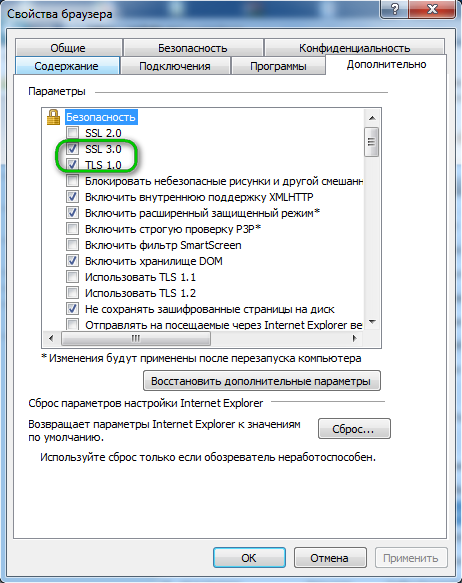 Свойства браузера
Общие Безопасность Конфиденциальность
Содержание Подключения Программы Дополнительно
Параметры
Безопасность
SSL 2.0
SSL 3.0
TLS 1.0
Блокировать небезопасные рисунки и другой смешанн
Включить внутреннюю поддержку XMLHTTP
Включить расширенный защищенный режим*
Включить строгую проверку P3P*
Включить фильтр SmartScreen
Включить хранилище DOM
Использовать TLS 1.1
Использовать TLS 1.2
Не сохранять зашифрованные страницы на диск
Отправлять на посещаемые через Internet Explorer ве
*Изменения будут применены после перезапуска компьютера
Восстановить дополнительные параметры
Сброс параметров настройки Internet Explorer
Возвращает параметры Internet Explorer к значениям
по умолчанию.
Сброс...
Используйте сброс только если обозреватель неработоспособен.
ОК Отмена Применить